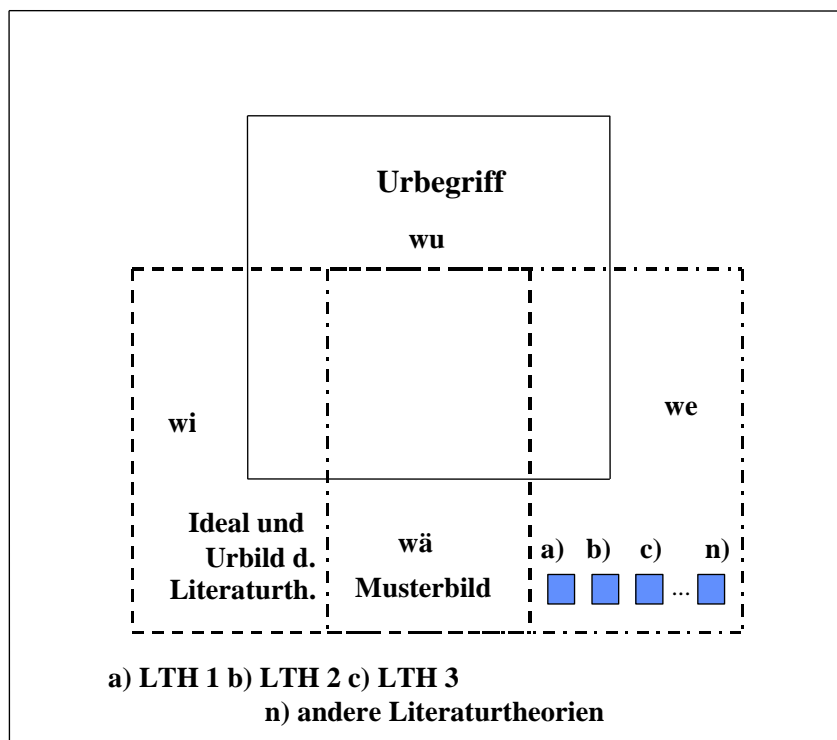 Urbegriff
wu
wi
we
Ideal und
Urbild d.
Literaturth.
wä
Musterbild
a) b) c) n)
...
a) LTH 1 b) LTH 2 c) LTH 3
n) andere Literaturtheorien